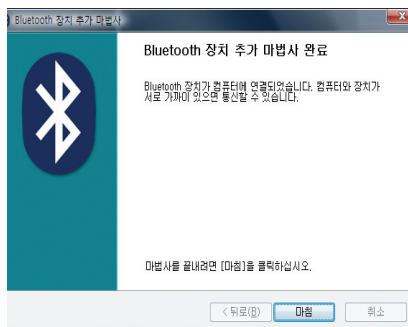 Bluetooth 장치 추가 마법사
Bluetooth 장치 추가 마법사 완료
Bluetooth 장치가 컴퓨터에 연결되었습니다. 컴퓨터와 장치가
서로 가까이 있으면 통신할 수 있습니다.
마법사를 끝내려면 [마침]을 클릭하십시오.
< 뒤로(B)
마침
취소